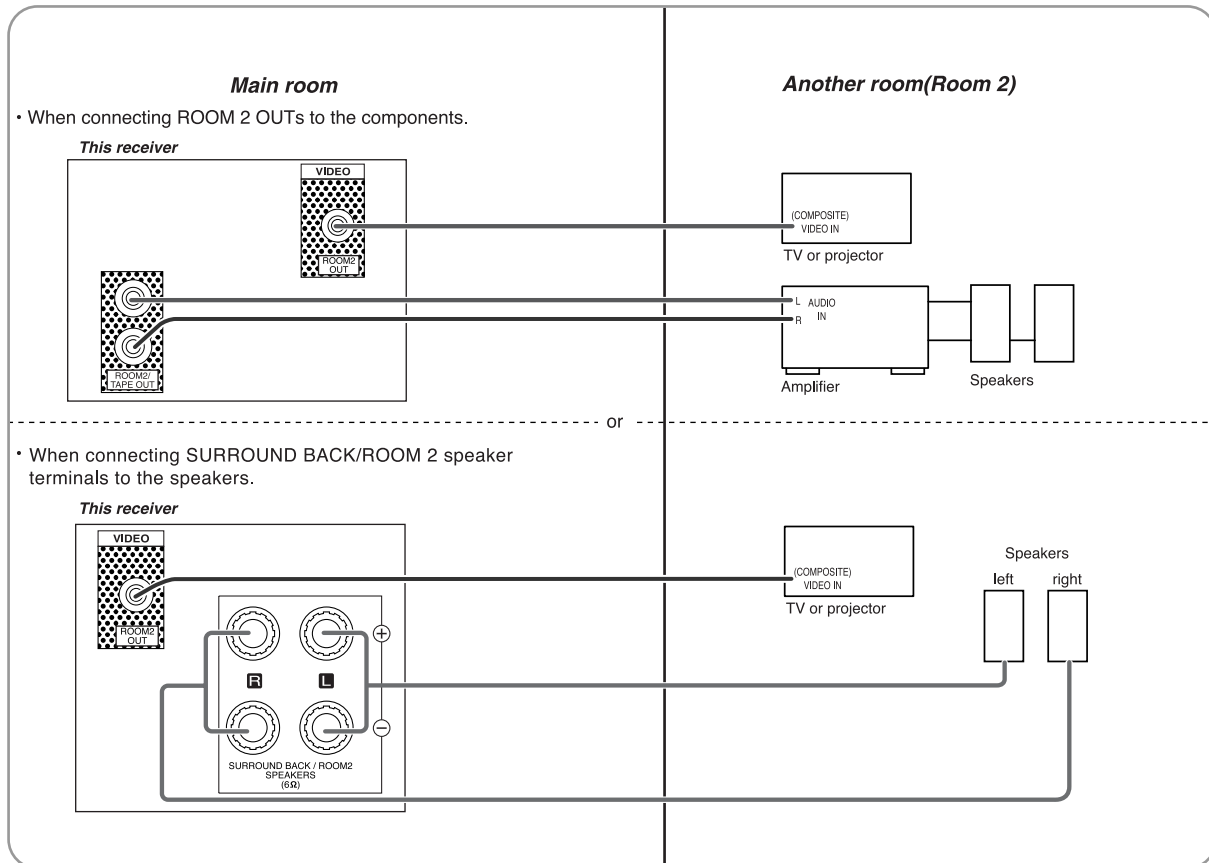 Main room
Another room(Room 2)
• When connecting ROOM 2 OUTs to the components.
This receiver
VIDEO
ROOM2
OUT
ROOM2/
TAPE OUT
(COMPOSITE)
VIDEO IN
TV or projector
L AUDIO
IN
R
Amplifier
Speakers
or
• When connecting SURROUND BACK/ROOM 2 speaker
terminals to the speakers.
This receiver
VIDEO
ROOM2
OUT
+
R L
−
SURROUND BACK / ROOM2
SPEAKERS
(6Ω)
(COMPOSITE)
VIDEO IN
TV or projector
Speakers
left right